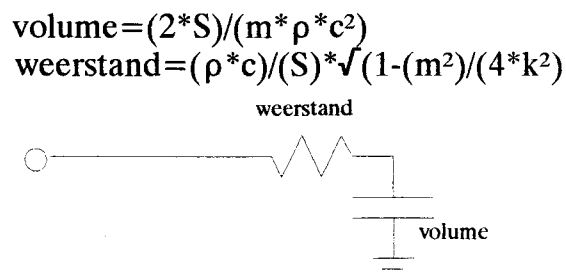 volume=(2*S)/(m*ρ*c²)
weerstand=(ρ*c)/(S)*√(1-(m²)/(4*k²)
weerstand
volume